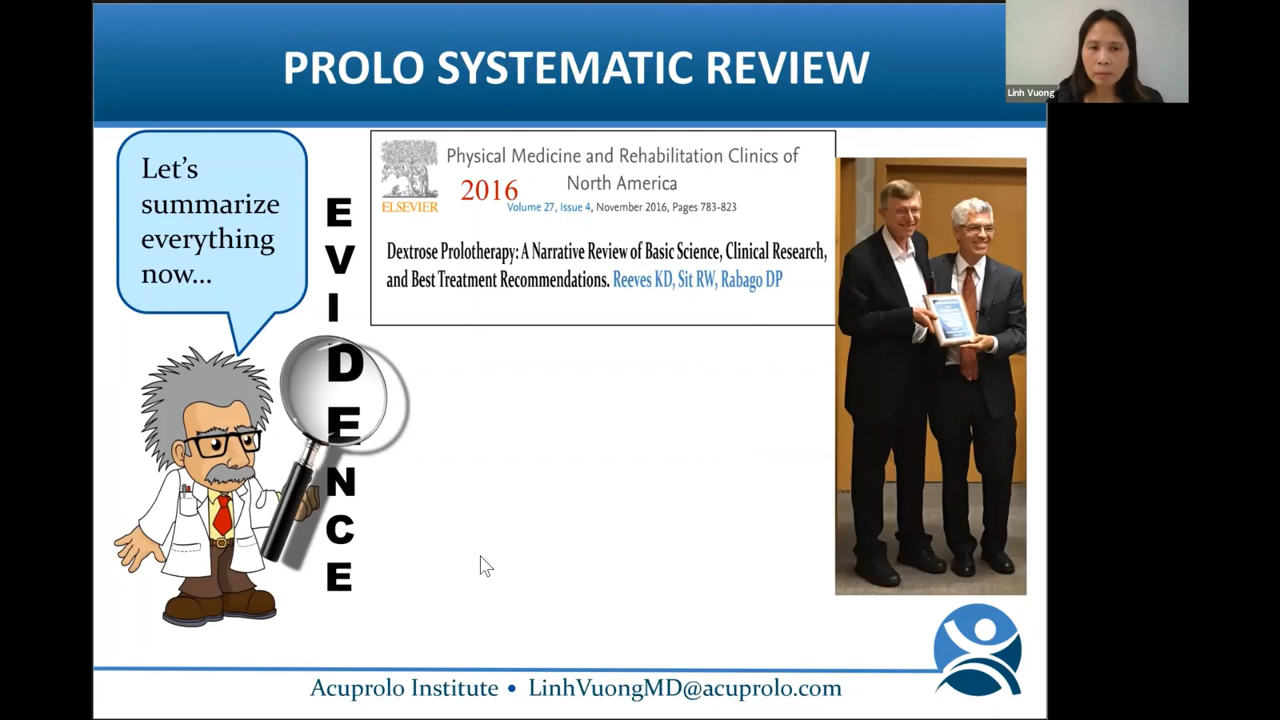 PROLO SYSTEMATIC REVIEW
Linh Vuong
Let's
summarize
everything
now...
EVIDENCE
ELSEVIER
Physical Medicine and Rehabilitation Clinics of
North America
2016
Volume 27, Issue 4, November 2016, Pages 783-823
Dextrose Prolotherapy: A Narrative Review of Basic Science, Clinical Research,
and Best Treatment Recommendations. Reeves KD, Sit RW, Rabago DP
Acuprolo Institute • LinhVuongMD@acuprolo.com